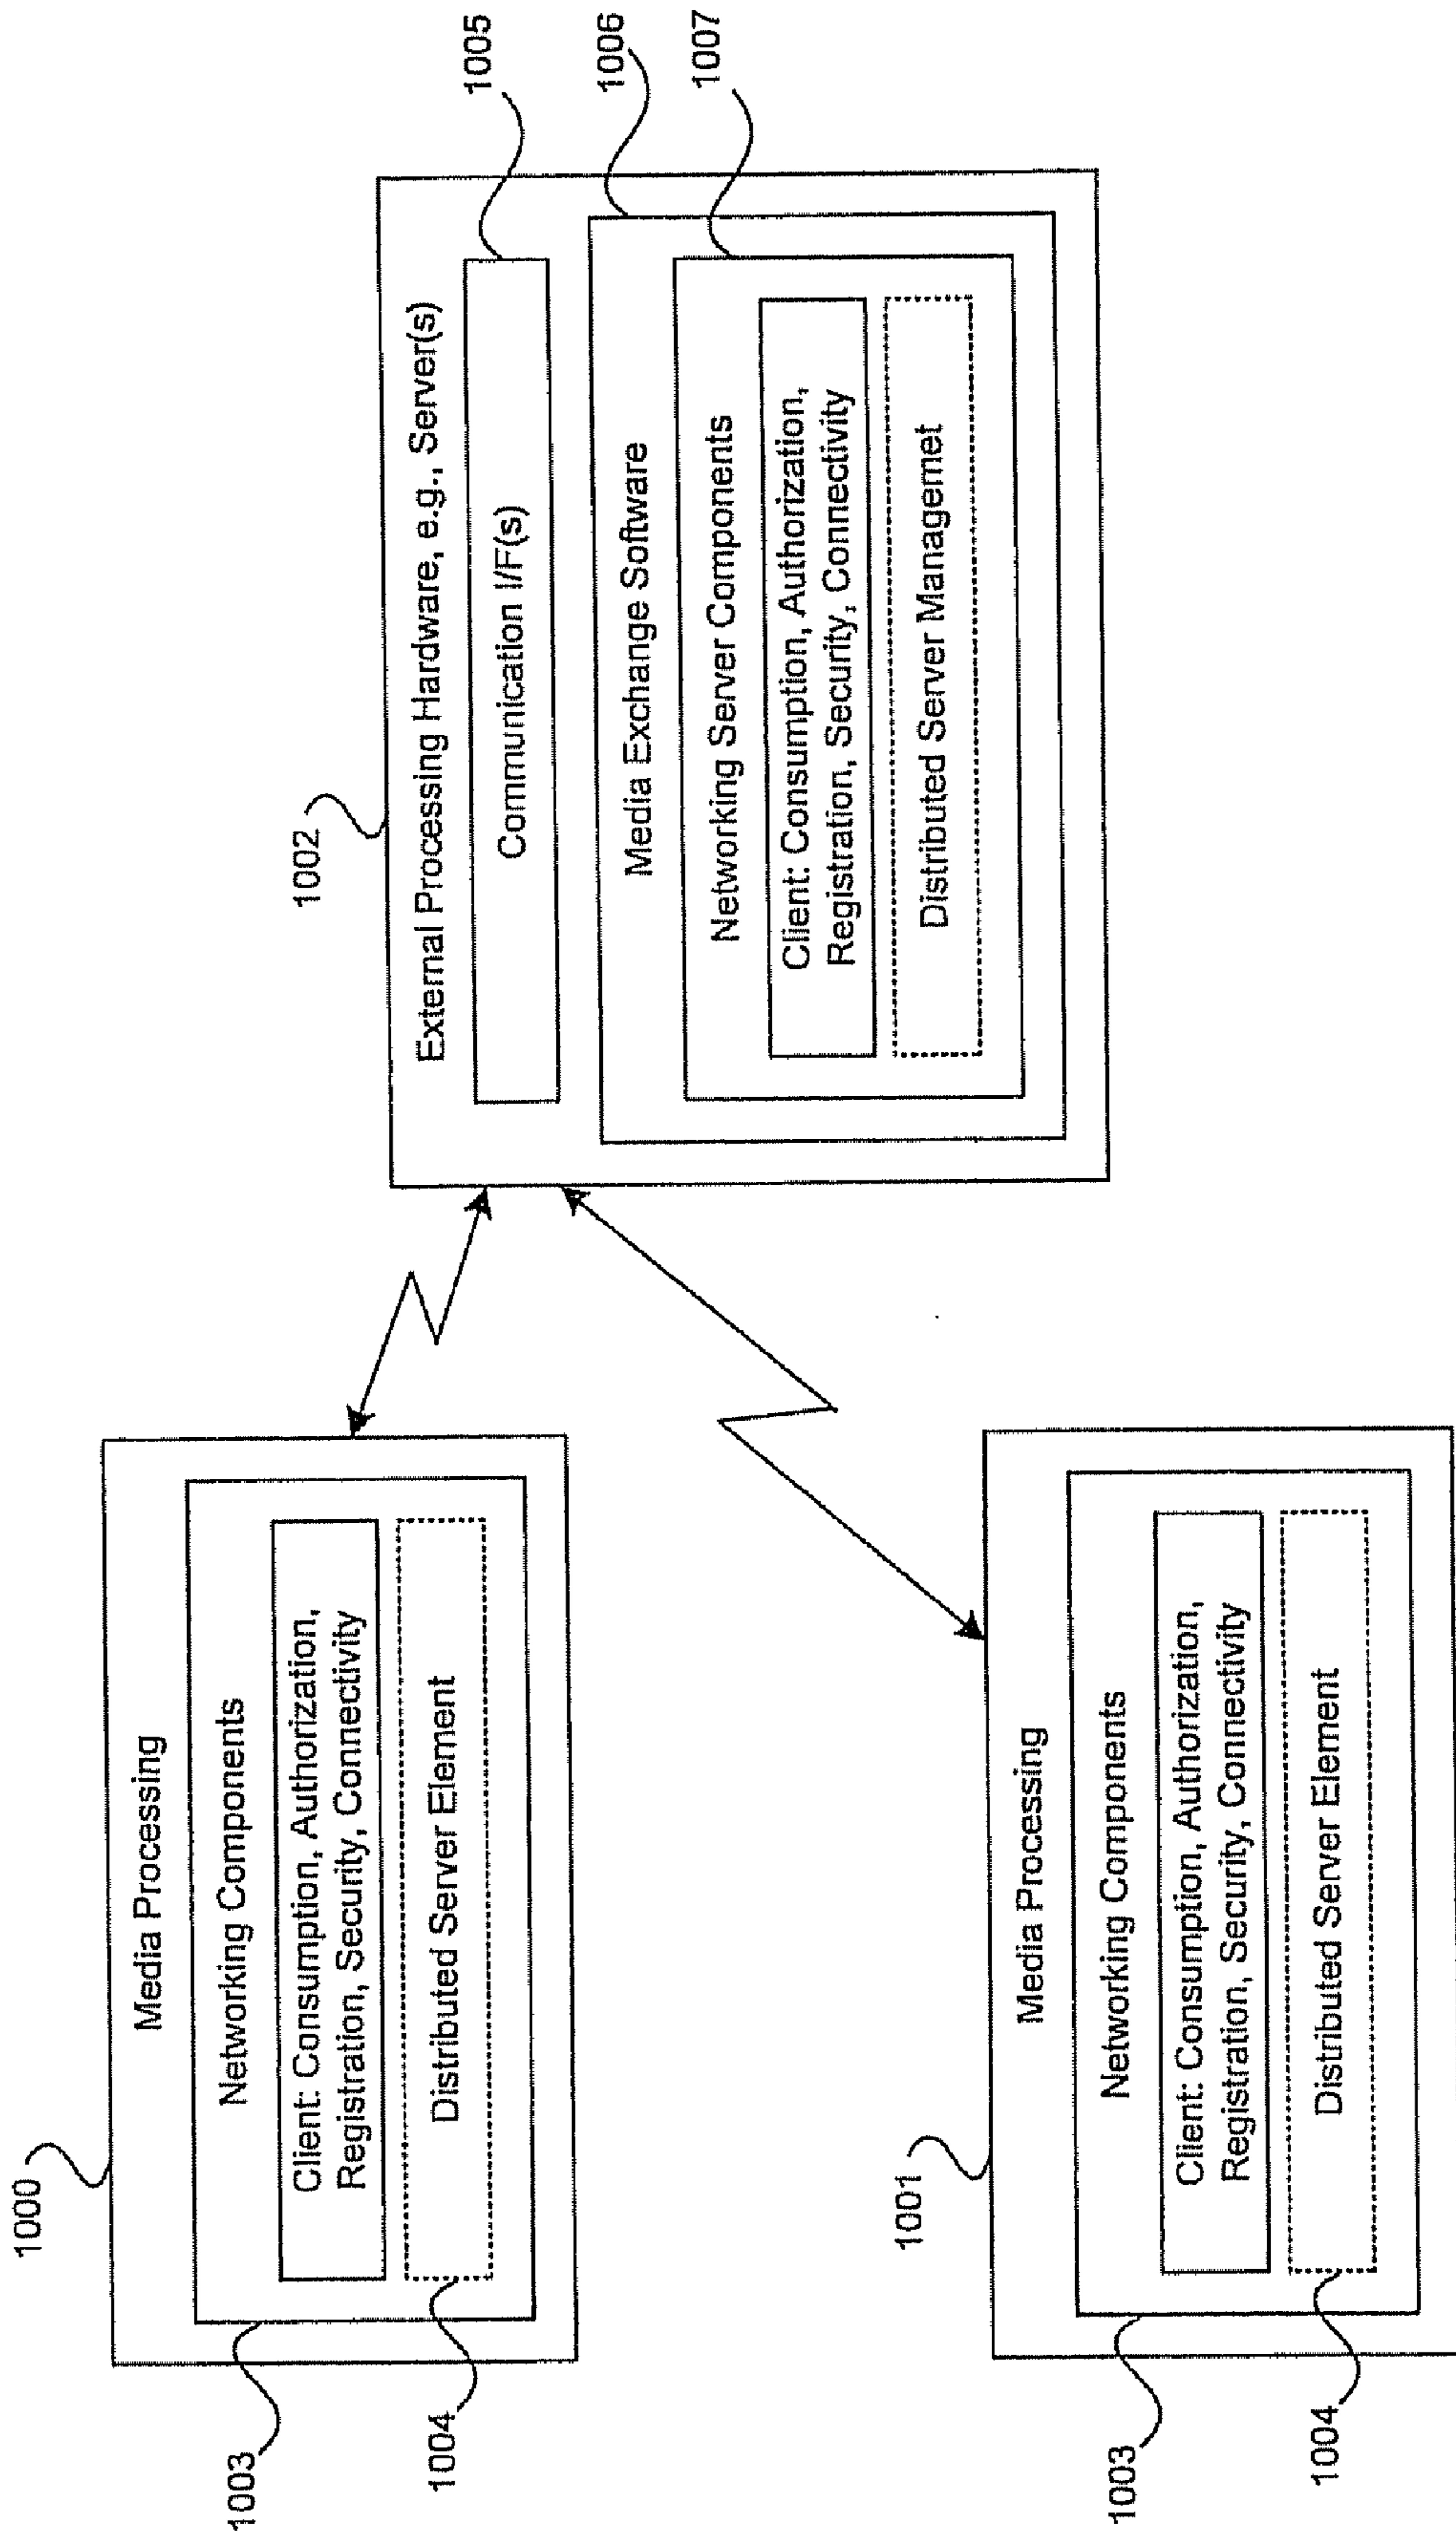 1000
Media Processing
Networking Components
Client: Consumption, Authorization,
Registration, Security, Connectivity
Distributed Server Element
1003
1004
1001
Media Processing
Networking Components
Client: Consumption, Authorization,
Registration, Security, Connectivity
Distributed Server Element
1003
1004
1002
External Processing Hardware, e.g., Server(s)
Communication I/F(s)
Media Exchange Software
Networking Server Components
Client: Consumption, Authorization,
Registration, Security, Connectivity
Distributed Server Managemet
1005
1006
1007